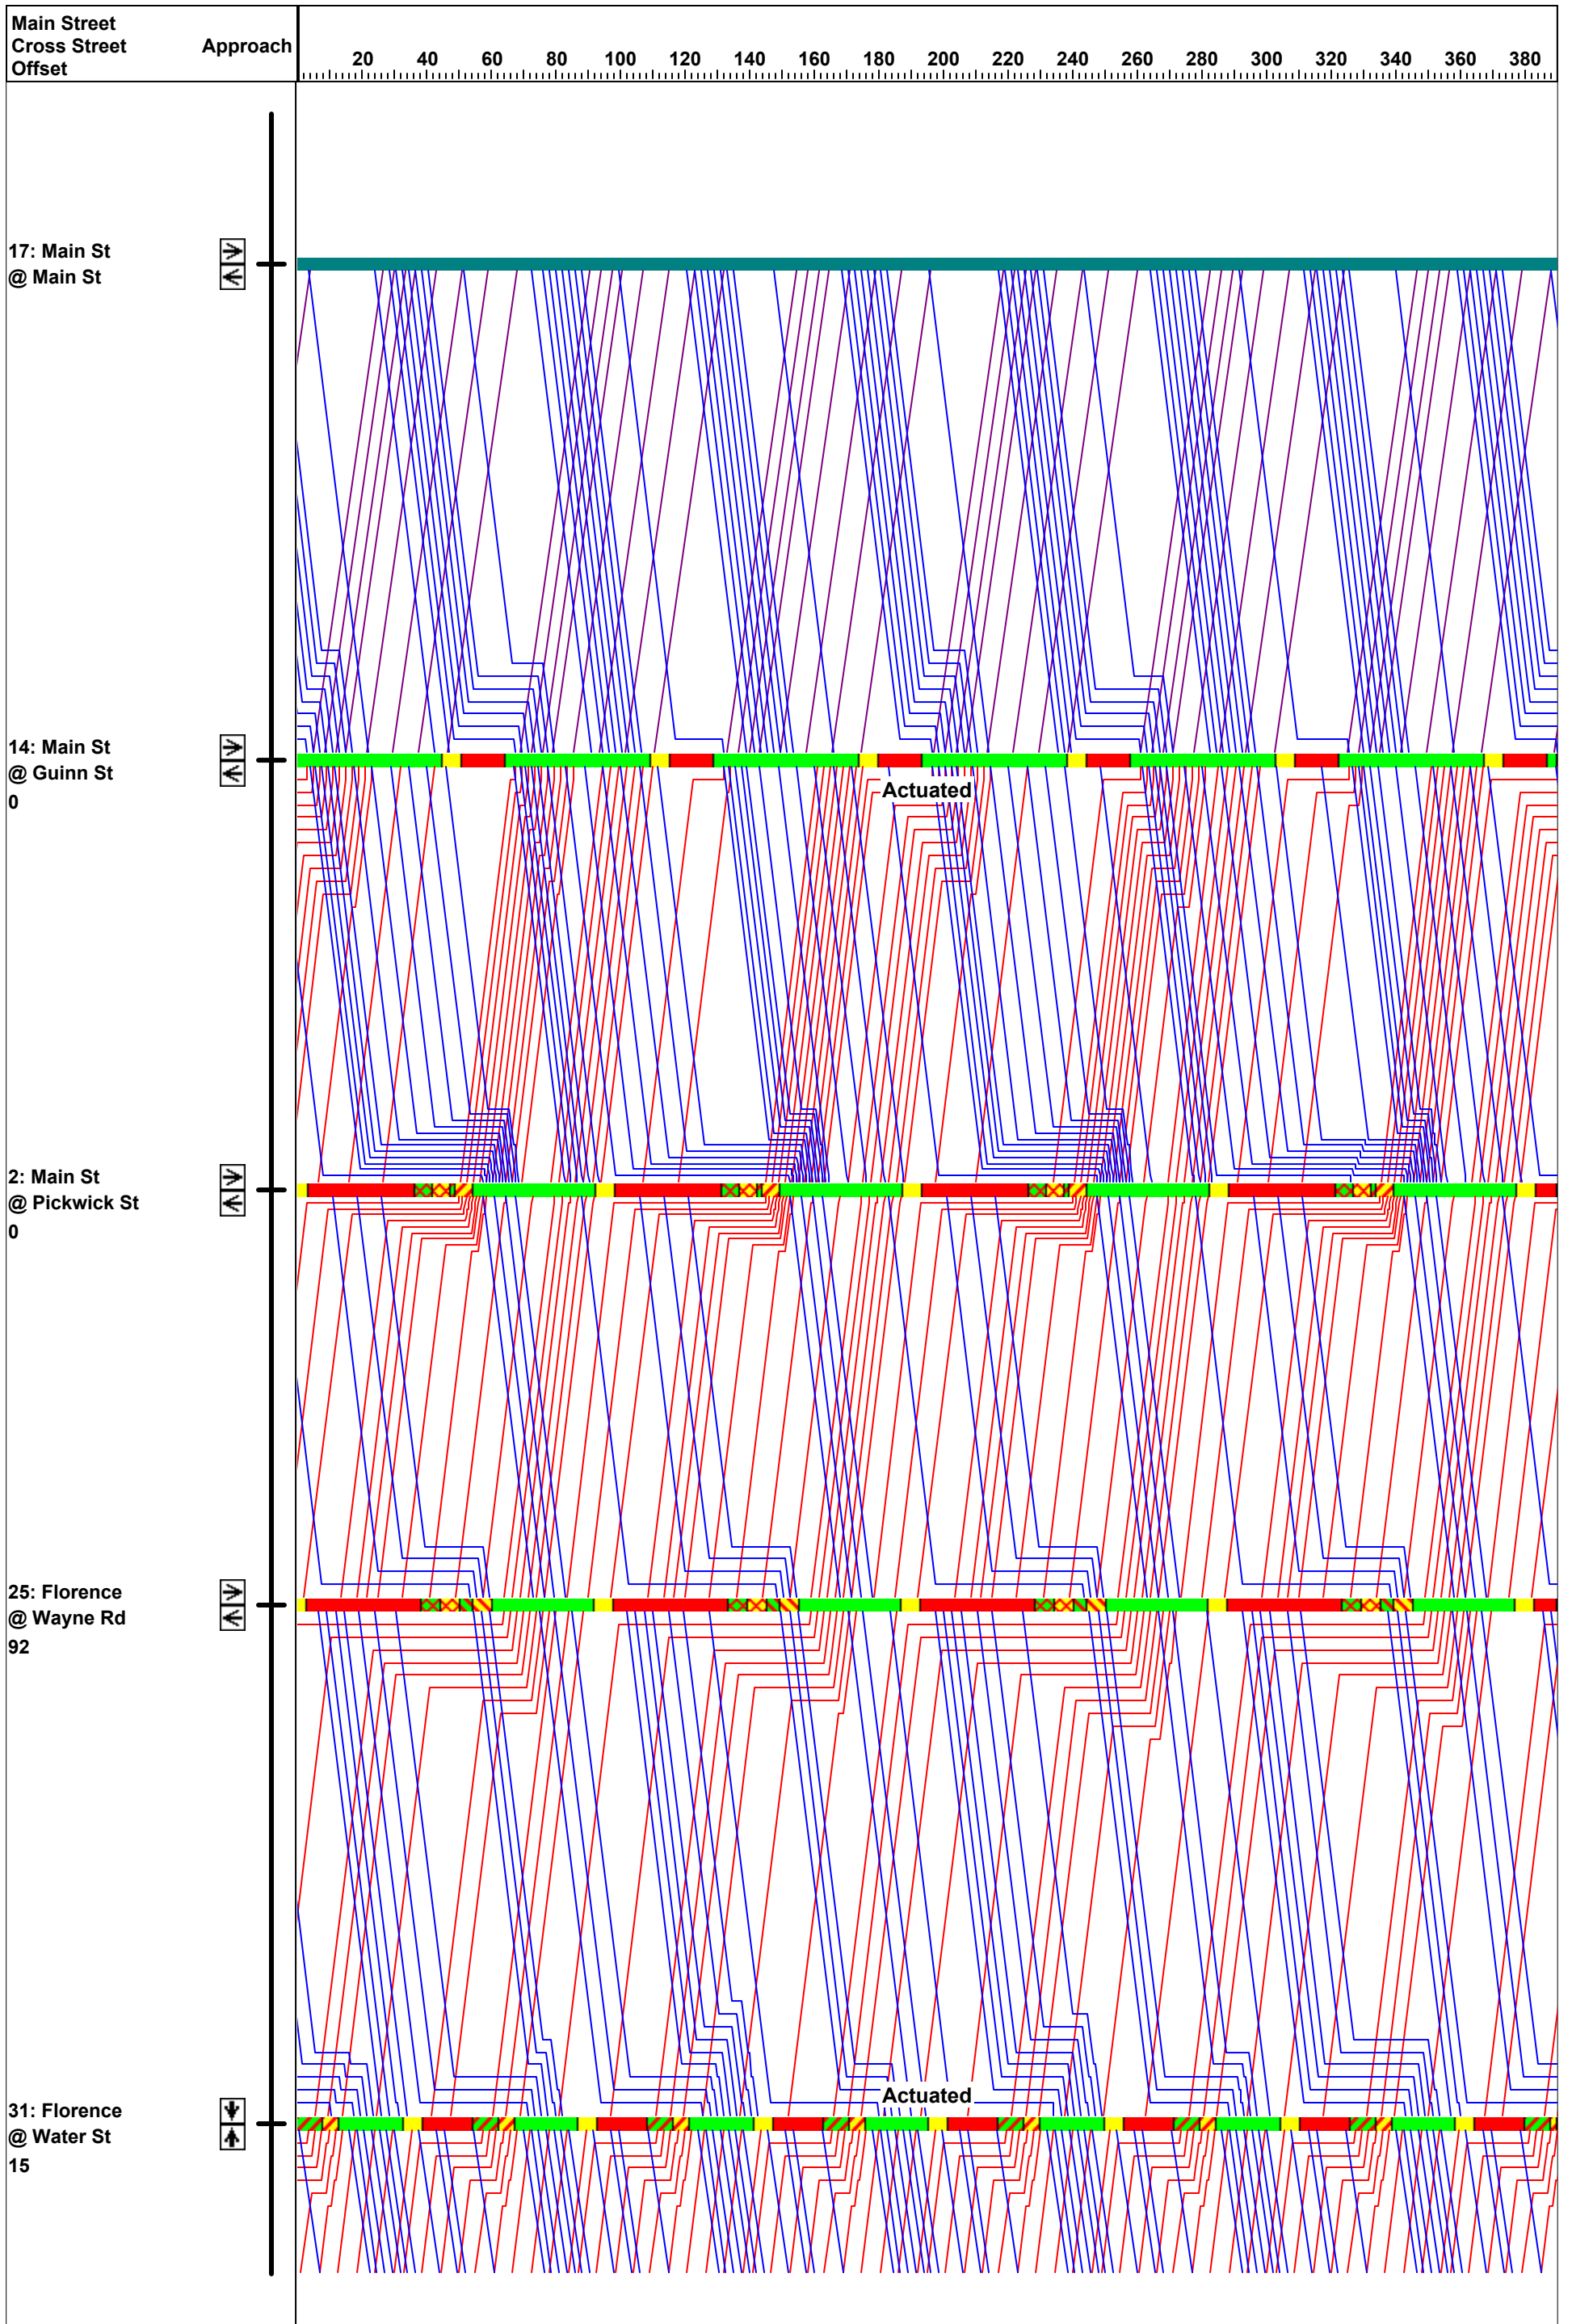 Main Street
Cross Street Approach
Offset
20 40 60 80 100 120 140 160 180 200 220 240 260 280 300 320 340 360 380
17: Main St
@ Main St
14: Main St
@ Guinn St
0
Actuated
2: Main St
@ Pickwick St
0
25: Florence
@ Wayne Rd
92
31: Florence
@ Water St
15
Actuated